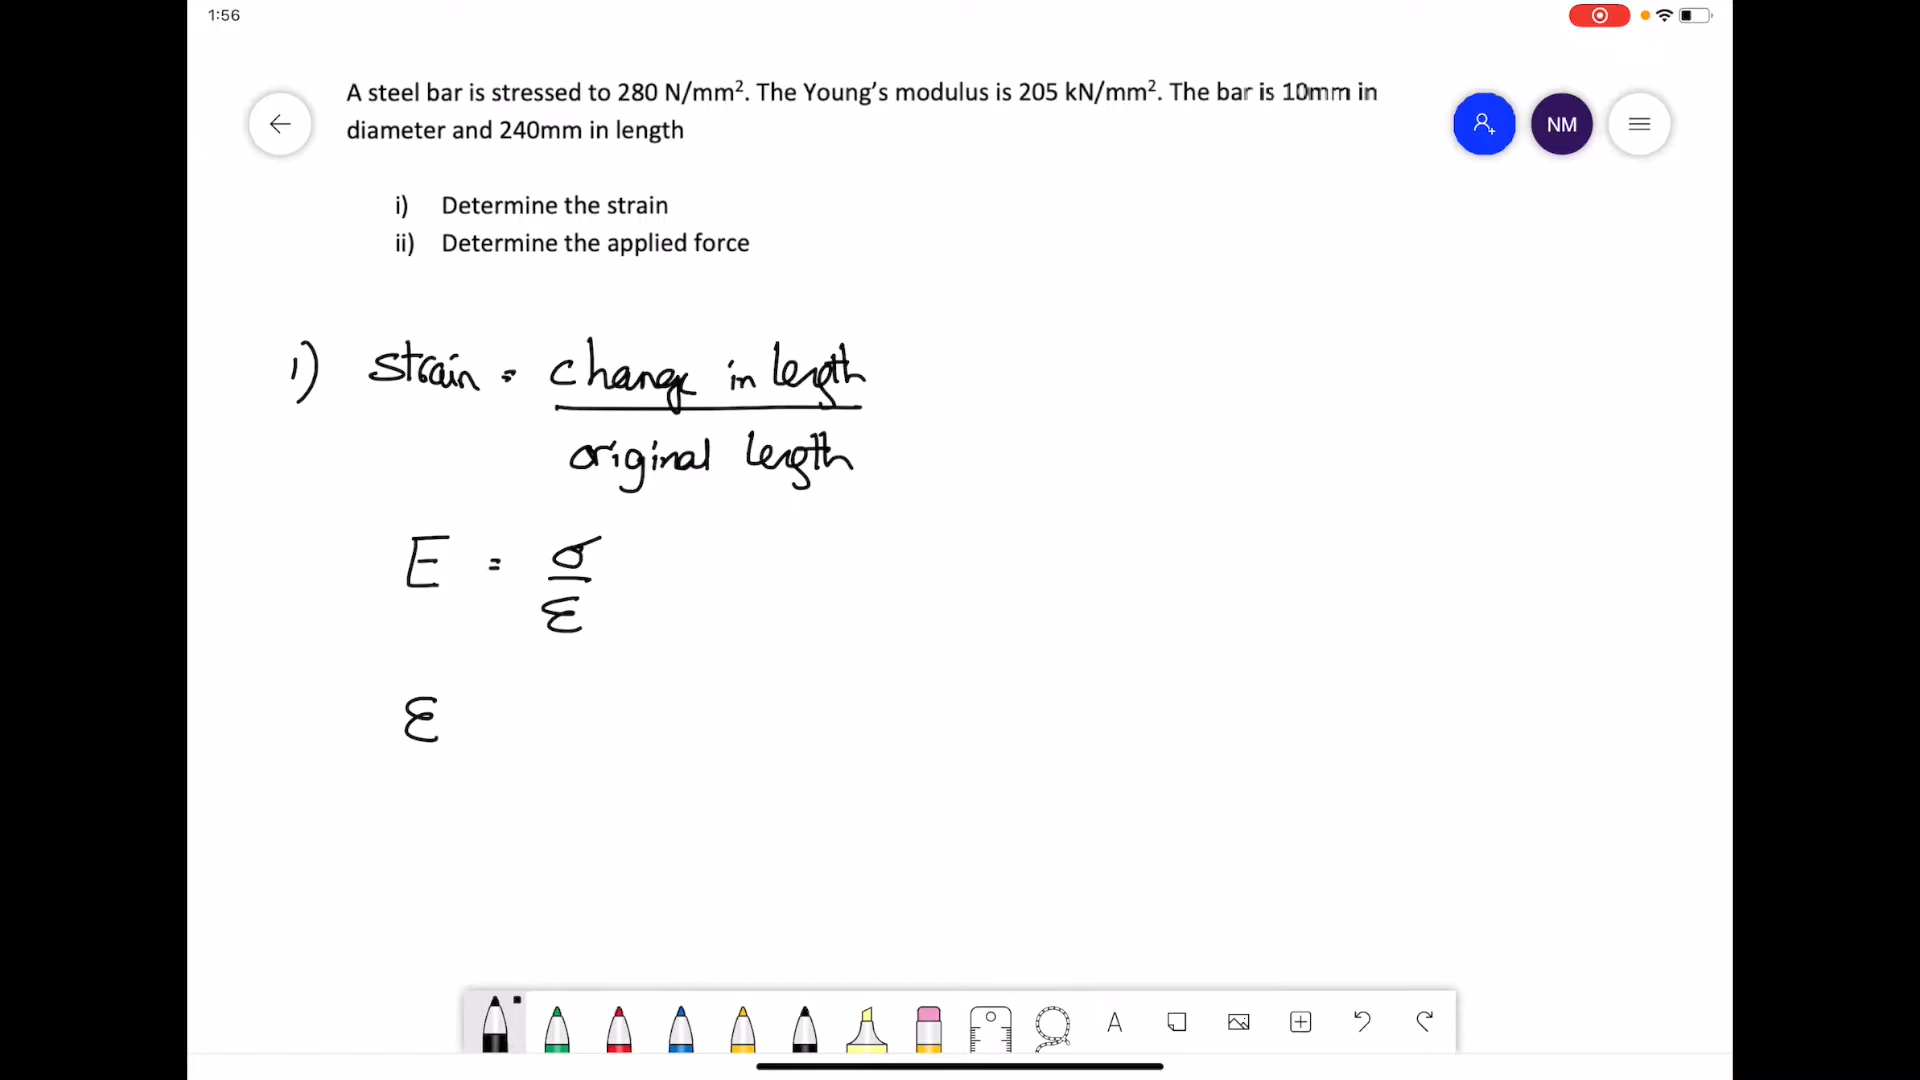 1:56
A steel bar is stressed to 280 N/mm². The Young's modulus is 205 kN/mm². The bar is 10mm in
diameter and 240mm in length
NM
i) Determine the strain
ii) Determine the applied force
1) strain = change in length
original length
E = σ
ε
ε
A